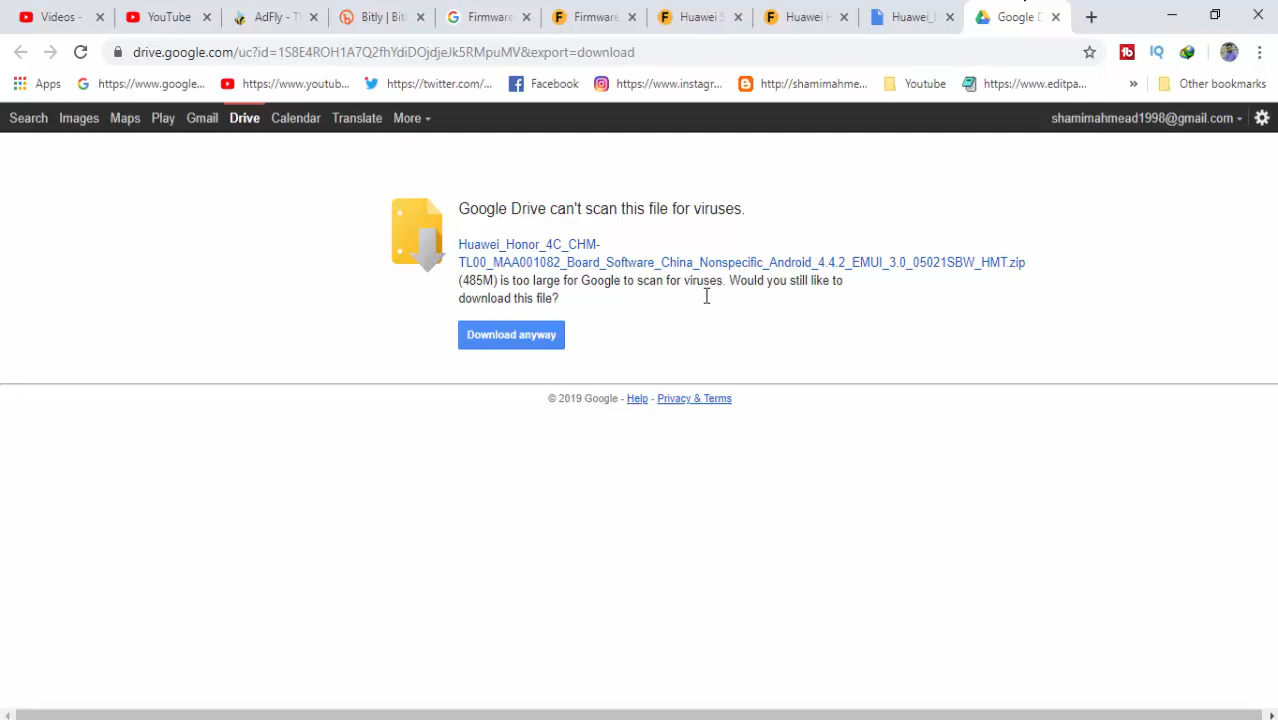 Videos - YouTube AdFly - T Bitly | Bit Firmware Firmware Huawei S Huawei H Huawei_ Google D
drive.google.com/uc?id=1S8E4ROH1A7Q2fhYdiDOjdjeJk5RMpuMV&export=download
Apps https://www.google... https://www.youtub... https://twitter.com/... Facebook https://www.instagr... http://shamimahme... Youtube https://www.editpa... » Other bookmarks
Search Images Maps Play Gmail Drive Calendar Translate More shamimahmead1998@gmail.com
Google Drive can't scan this file for viruses.
Huawei_Honor_4C_CHM-
TL00_MAA001082_Board_Software_China_Nonspecific_Android_4.4.2_EMUI_3.0_05021SBW_HMT.zip
(485M) is too large for Google to scan for viruses. Would you still like to
download this file?
Download anyway
© 2019 Google - Help - Privacy & Terms